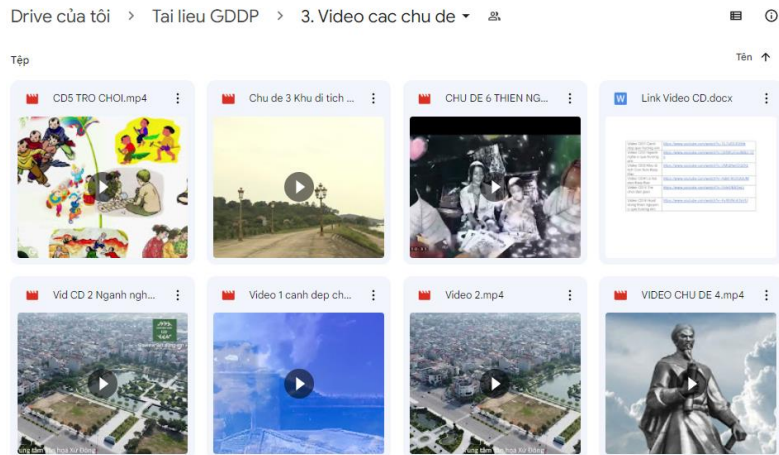 Drive của tôi > Tai lieu GDDP > 3. Video cac chu de
Tệp
Tên
CD5 TRO CHOI.mp4
Chu de 3 Khu di tich ...
CHU DE 6 THIEN NG...
Link Video CD.docx
Vid CD 2 Nganh ngh...
Video 1 canh dep ch...
Video 2.mp4
VIDEO CHU DE 4.mp4